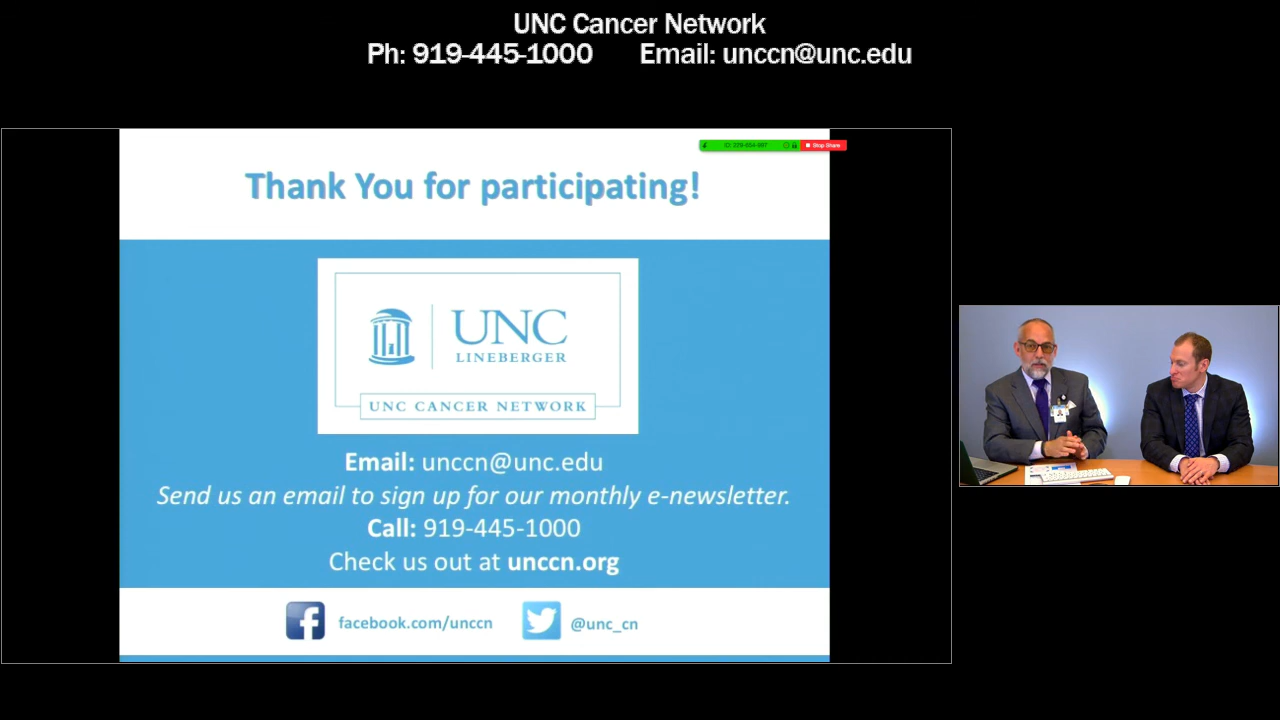 UNC Cancer Network
Ph: 919-445-1000 Email: unccn@unc.edu
Stop Share
Thank You for participating!
UNC
LINEBERGER
UNC CANCER NETWORK
Email: unccn@unc.edu
Send us an email to sign up for our monthly e-newsletter.
Call: 919-445-1000
Check us out at unccn.org
facebook.com/unccn @unc_cn